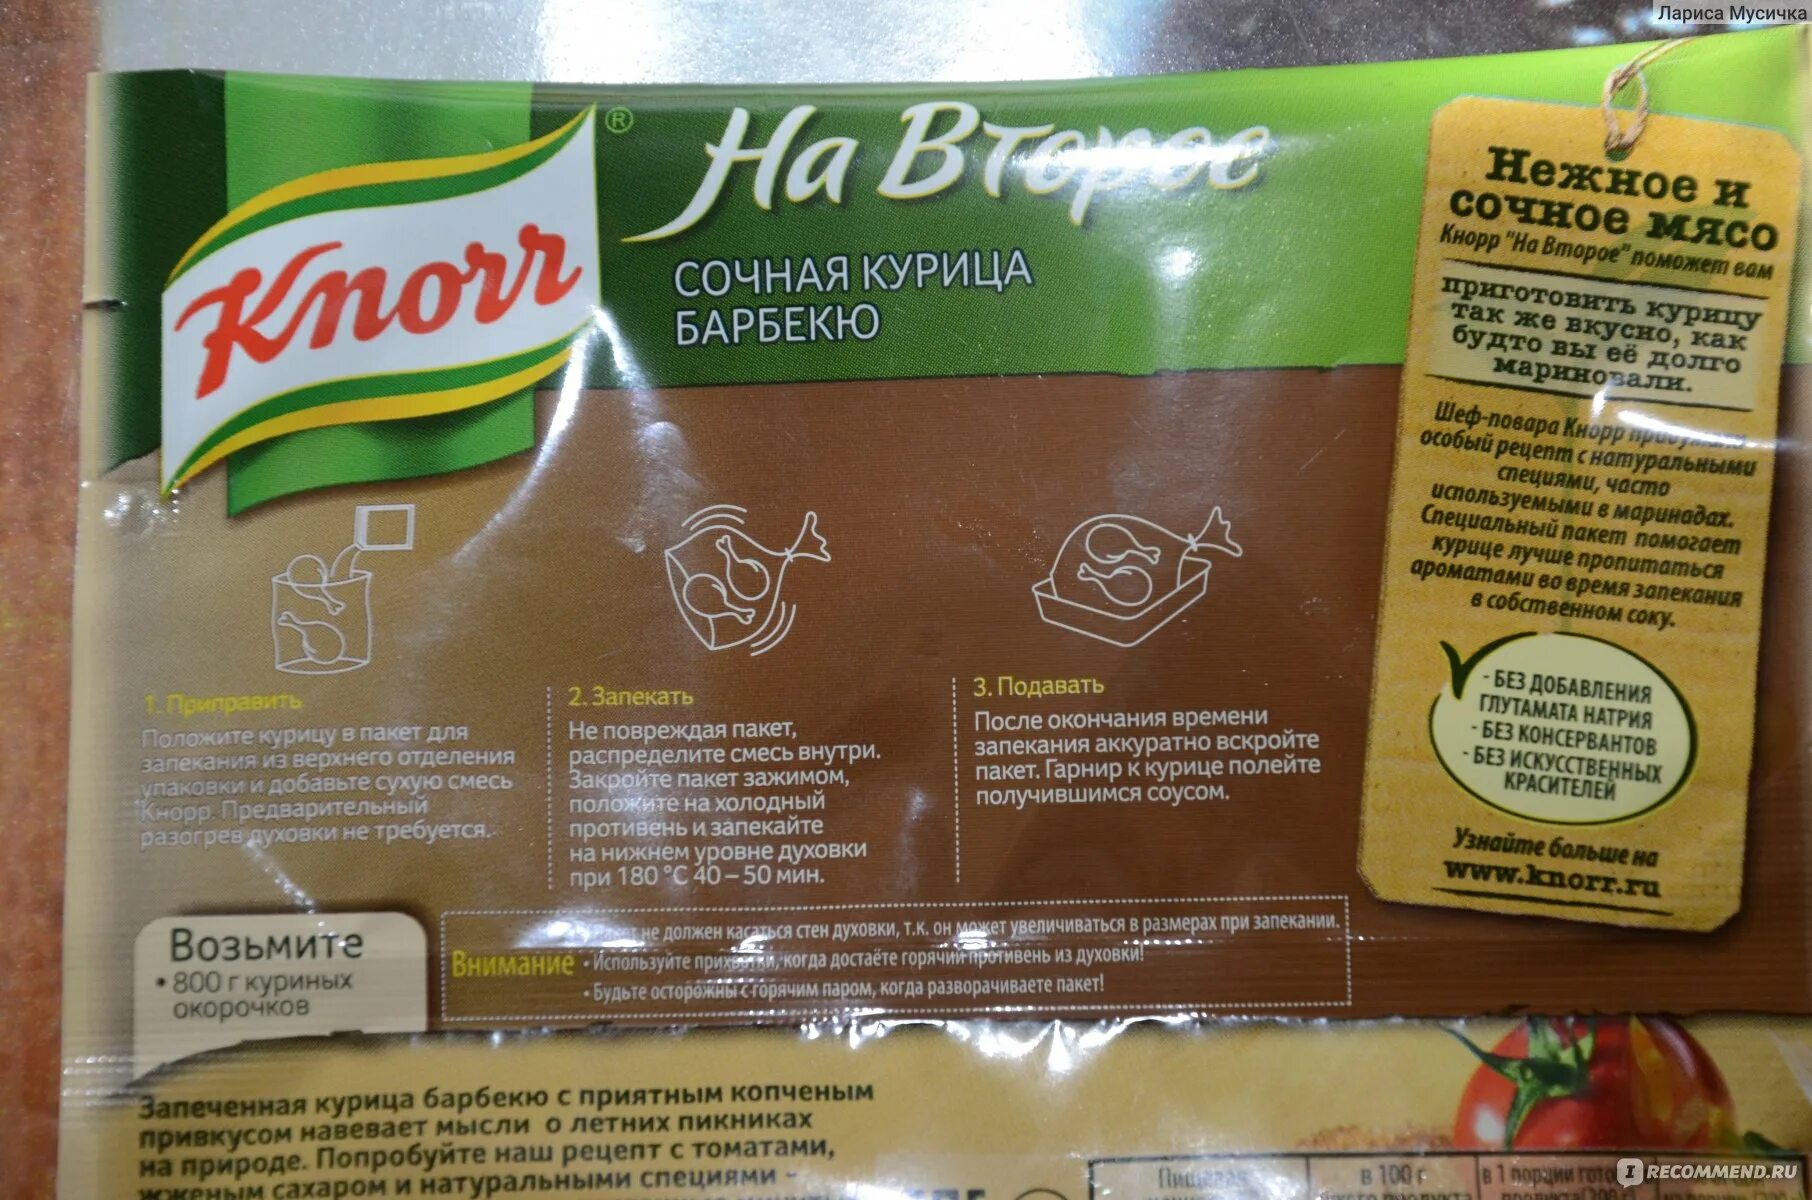 Лариса Мусичка
Knorr®
На Второе
СОЧНАЯ КУРИЦА
БАРБЕКЮ
Нежное и
сочное мясо
Кнорр "На Второе" поможет вам
приготовить курицу
так же вкусно, как
будто вы её долго
мариновали.
Шеф-повара Кнорр придумали
особый рецепт с натуральными
специями, часто
используемыми в маринадах.
Специальный пакет помогает
курице лучше пропитаться
ароматами во время запекания
в собственном соку.
- БЕЗ ДОБАВЛЕНИЯ
ГЛУТАМАТА НАТРИЯ
- БЕЗ КОНСЕРВАНТОВ
- БЕЗ ИСКУССТВЕННЫХ
КРАСИТЕЛЕЙ
Узнайте больше на
www.knorr.ru
1. Приправить
Положите курицу в пакет для
запекания из верхнего отделения
упаковки и добавьте сухую смесь
Кнорр. Предварительный
разогрев духовки не требуется.
2. Запекать
Не повреждая пакет,
распределите смесь внутри.
Закройте пакет зажимом,
положите на холодный
противень и запекайте
на нижнем уровне духовки
при 180 °С 40 – 50 мин.
3. Подавать
После окончания времени
запекания аккуратно вскройте
пакет. Гарнир к курице полейте
получившимся соусом.
Возьмите
• 800 г куриных
окорочков
Внимание
• Пакет не должен касаться стен духовки, т.к. он может увеличиваться в размерах при запекании.
• Используйте прихватки, когда достаёте горячий противень из духовки!
• Будьте осторожны с горячим паром, когда разворачиваете пакет!
Запеченная курица барбекю с приятным копченым
привкусом навевает мысли о летних пикниках
на природе. Попробуйте наш рецепт с томатами,
жженым сахаром и натуральными специями –
Пищевая
в 100 г
в 1 порции
IRECOMMEND.RU